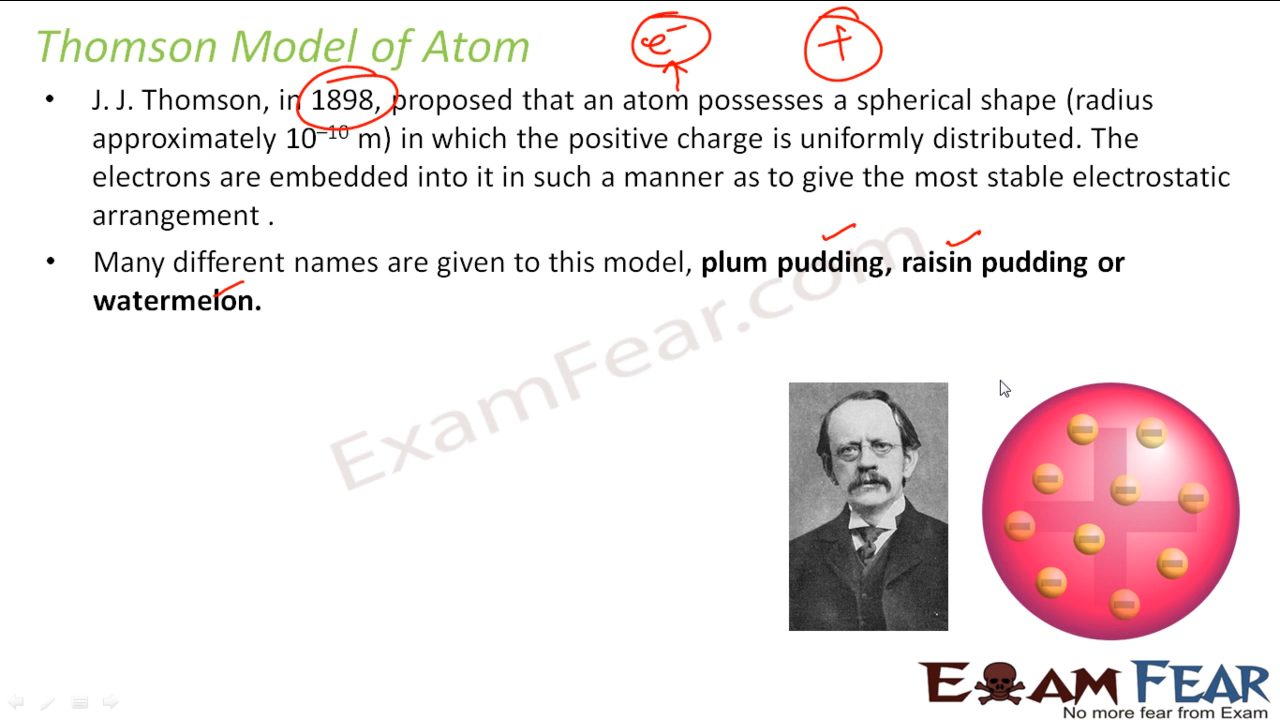 Thomson Model of Atom
e⁻
+
• J. J. Thomson, in 1898, proposed that an atom possesses a spherical shape (radius
approximately 10⁻¹⁰ m) in which the positive charge is uniformly distributed. The
electrons are embedded into it in such a manner as to give the most stable electrostatic
arrangement .
• Many different names are given to this model, plum pudding, raisin pudding or
watermelon.
ExamFear.com
EXAM FEAR
No more fear from Exam